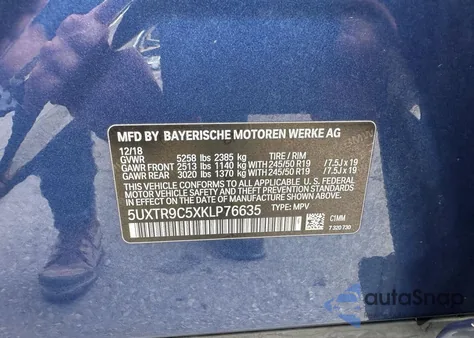 MFD BY BAYERISCHE MOTOREN WERKE AG
12/18
GVWR 5258 lbs 2385 kg TIRE / RIM
GAWR FRONT 2513 lbs 1140 kg WITH 245/50 R19 /7.5J x 19
GAWR REAR 3020 lbs 1370 kg WITH 245/50 R19 /7.5J x 19
THIS VEHICLE CONFORMS TO ALL APPLICABLE U.S. FEDERAL
MOTOR VEHICLE SAFETY AND THEFT PREVENTION STANDARDS
IN EFFECT ON THE DATE OF MANUFACTURE SHOWN ABOVE.
5UXTR9C5XKLP76635 TYPE: MPV
C1MM
7 320 730
autoSnap